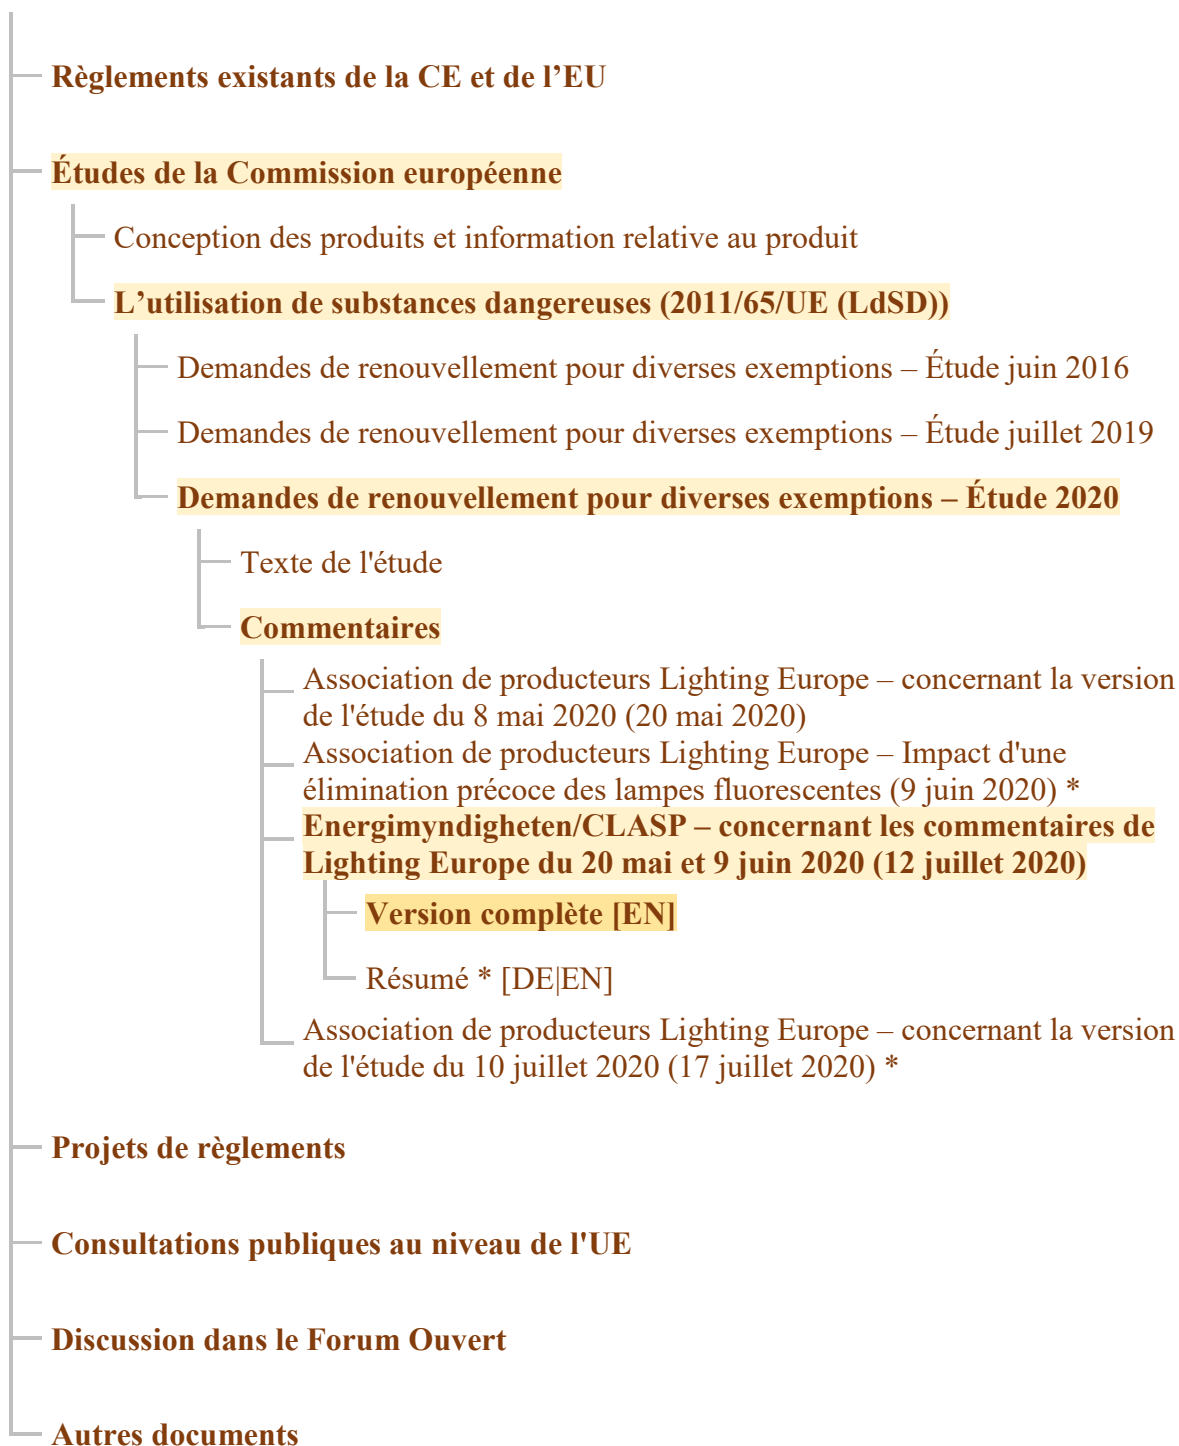 Règlements existants de la CE et de l’EU
Études de la Commission européenne
Conception des produits et information relative au produit
L’utilisation de substances dangereuses (2011/65/UE (LdSD))
Demandes de renouvellement pour diverses exemptions – Étude juin 2016
Demandes de renouvellement pour diverses exemptions – Étude juillet 2019
Demandes de renouvellement pour diverses exemptions – Étude 2020
Texte de l'étude
Commentaires
Association de producteurs Lighting Europe – concernant la version
de l'étude du 8 mai 2020 (20 mai 2020)
Association de producteurs Lighting Europe – Impact d'une
élimination précoce des lampes fluorescentes (9 juin 2020) *
Energimyndigheten/CLASP – concernant les commentaires de
Lighting Europe du 20 mai et 9 juin 2020 (12 juillet 2020)
Version complète [EN]
Résumé * [DE|EN]
Association de producteurs Lighting Europe – concernant la version
de l'étude du 10 juillet 2020 (17 juillet 2020) *
Projets de règlements
Consultations publiques au niveau de l'UE
Discussion dans le Forum Ouvert
Autres documents